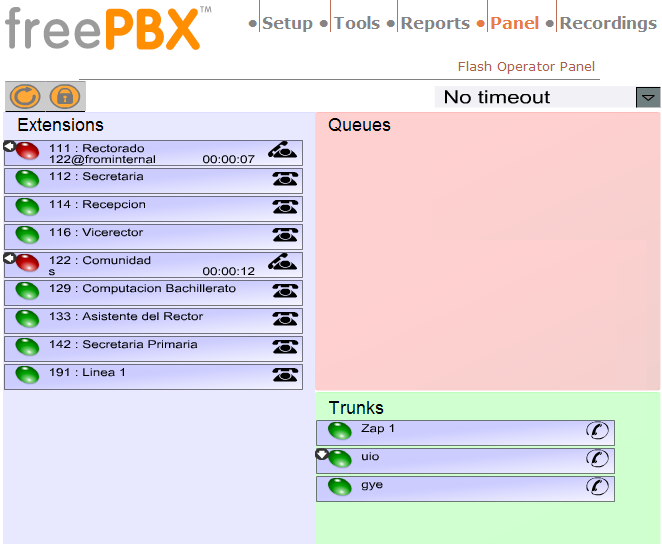 freePBX™
Setup Tools Reports Panel Recordings
Flash Operator Panel
No timeout
Extensions
111 : Rectorado
122@frominternal 00:00:07
112 : Secretaria
114 : Recepcion
116 : Vicerector
122 : Comunidad
s 00:00:12
129 : Computacion Bachillerato
133 : Asistente del Rector
142 : Secretaria Primaria
191 : Linea 1
Queues
Trunks
Zap 1
uio
gye